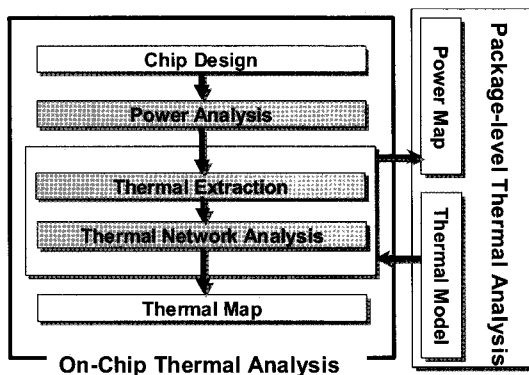 Chip Design
Power Analysis
Thermal Extraction
Thermal Network Analysis
Thermal Map
On-Chip Thermal Analysis
Power Map
Thermal Model
Package-level Thermal Analysis